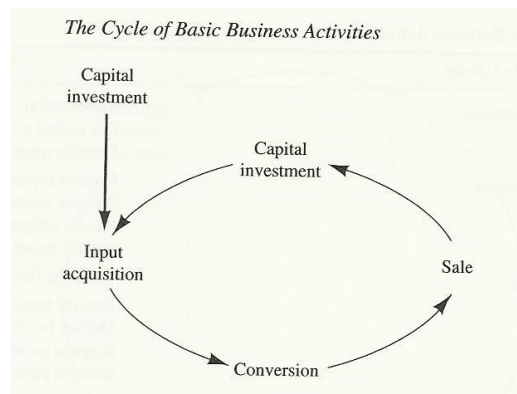 The Cycle of Basic Business Activities
Capital
investment
Capital
investment
Input
acquisition
Sale
Conversion